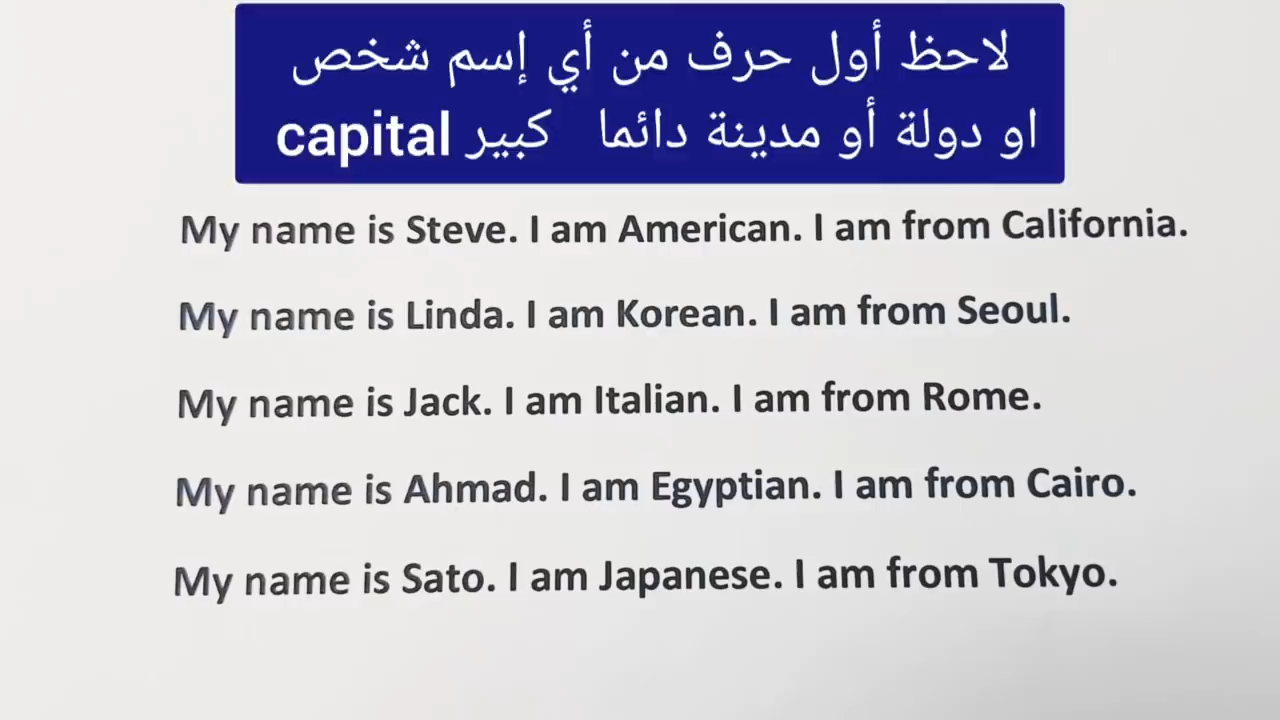 لاحظ أول حرف من أي إسم شخص
او دولة أو مدينة دائما كبير capital
My name is Steve. I am American. I am from California.
My name is Linda. I am Korean. I am from Seoul.
My name is Jack. I am Italian. I am from Rome.
My name is Ahmad. I am Egyptian. I am from Cairo.
My name is Sato. I am Japanese. I am from Tokyo.